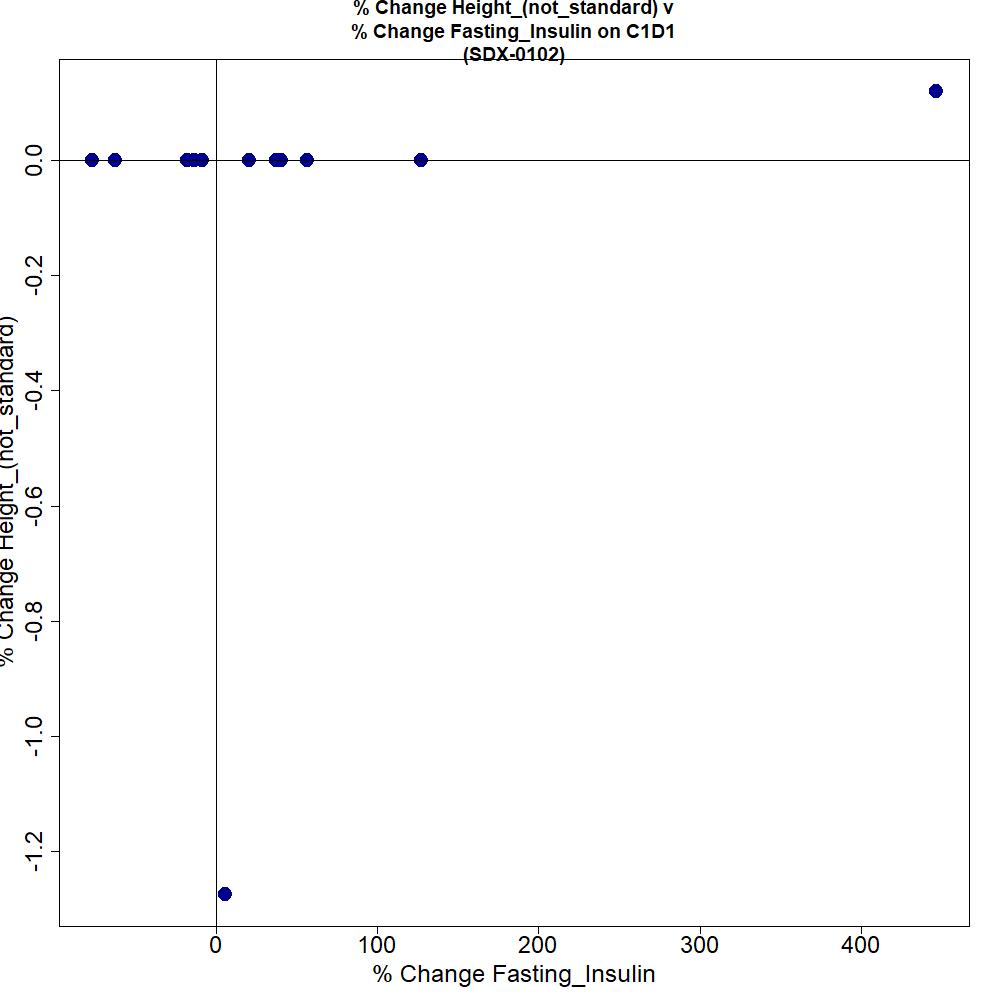 % Change Height_(not_standard) v
% Change Fasting_Insulin on C1D1
(SDX-0102)
% Change Height_(not_standard)
0.0
-0.2
-0.4
-0.6
-0.8
-1.0
-1.2
0 100 200 300 400
% Change Fasting_Insulin